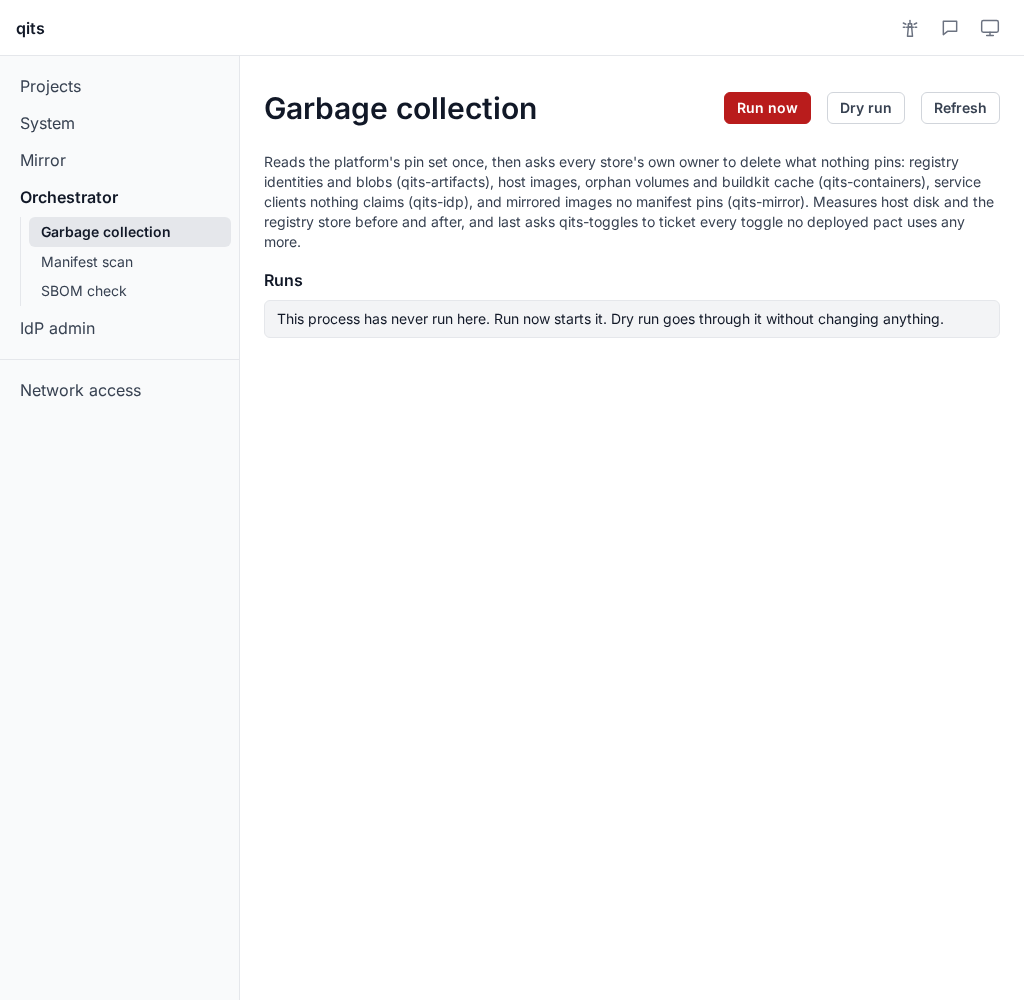 qits
Projects
System
Mirror
Orchestrator
Garbage collection
Manifest scan
SBOM check
IdP admin
Network access
Garbage collection
Run now
Dry run
Refresh
Reads the platform's pin set once, then asks every store's own owner to delete what nothing pins: registry
identities and blobs (qits-artifacts), host images, orphan volumes and buildkit cache (qits-containers), service
clients nothing claims (qits-idp), and mirrored images no manifest pins (qits-mirror). Measures host disk and the
registry store before and after, and last asks qits-toggles to ticket every toggle no deployed pact uses any
more.
Runs
This process has never run here. Run now starts it. Dry run goes through it without changing anything.